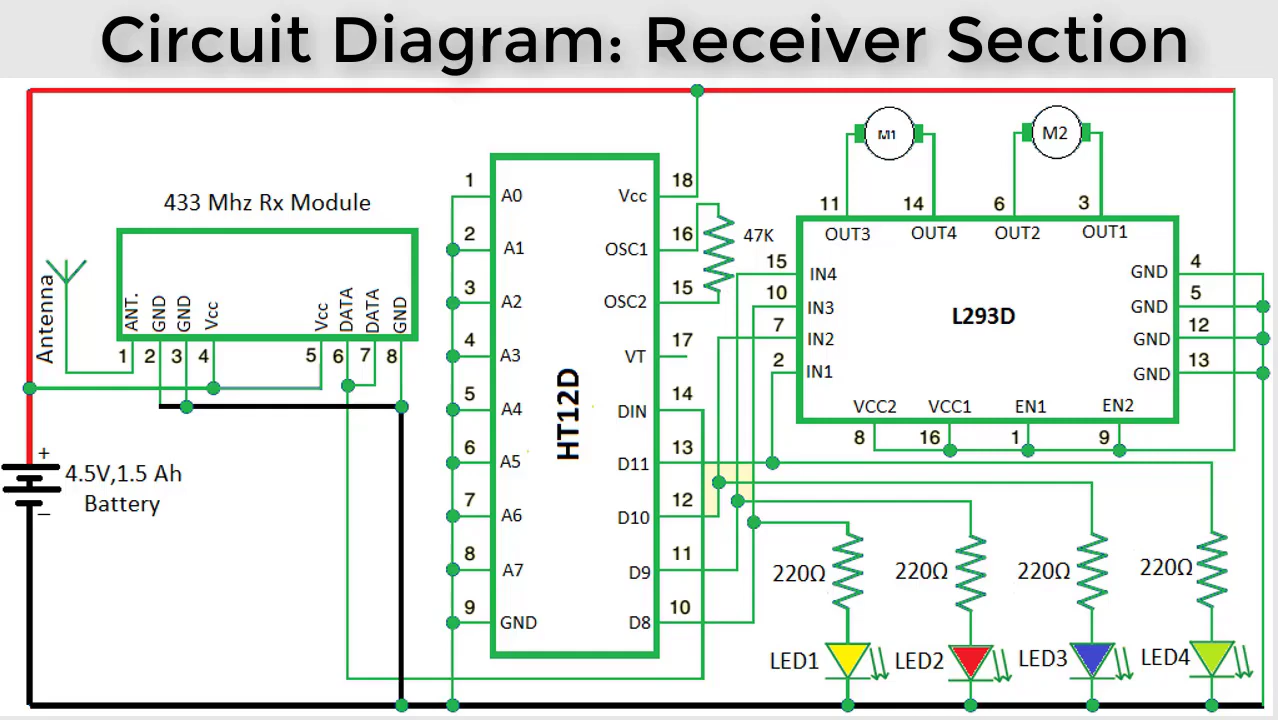 Circuit Diagram: Receiver Section
433 Mhz Rx Module
Antenna
ANT.
GND
GND
Vcc
Vcc
DATA
DATA
GND
1 2 3 4 5 6 7 8
+
4.5V,1.5 Ah
Battery
–
HT12D
1 A0
2 A1
3 A2
4 A3
5 A4
6 A5
7 A6
8 A7
9 GND
Vcc 18
OSC1 16
OSC2 15
VT 17
DIN 14
D11 13
D10 12
D9 11
D8 10
47K
M1
M2
11 14 6 3
OUT3 OUT4 OUT2 OUT1
15 IN4
10 IN3
7 IN2
2 IN1
L293D
GND 4
GND 5
GND 12
GND 13
VCC2 VCC1 EN1 EN2
8 16 1 9
220Ω 220Ω 220Ω 220Ω
LED1 LED2 LED3 LED4